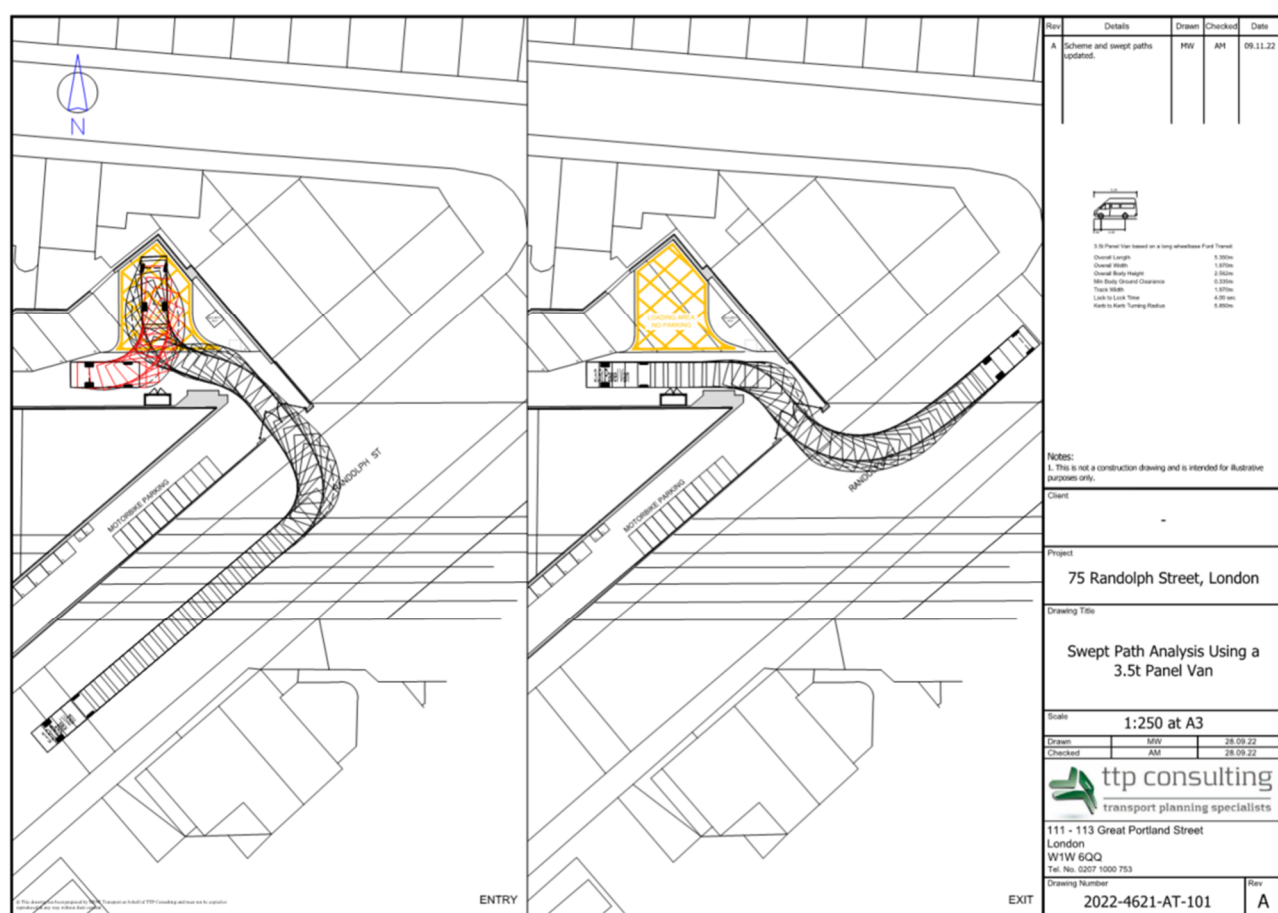 N
MOTORBIKE PARKING
RANDOLPH ST
ENTRY
LOADING AREA
- NO PARKING
MOTORBIKE PARKING
EXIT
Rev Details Drawn Checked Date
A Scheme and swept paths MW AM 09.11.22
updated.
3.5t Panel Van based on a long wheelbase Ford Transit
Overall Length
Overall Width
Overall Body Height
Min Body Ground Clearance
Track Width
Lock to Lock Time 4.00 sec
Kerb to Kerb Turning Radius
Notes:
1. This is not a construction drawing and is intended for illustrative
purposes only.
Client
-
Project
75 Randolph Street, London
Drawing Title
Swept Path Analysis Using a
3.5t Panel Van
Scale
1:250 at A3
Drawn MW 28.09.22
Checked AM 28.09.22
ttp consulting
transport planning specialists
111 - 113 Great Portland Street
London
W1W 6QQ
Tel. No. 0207 1000 753
Drawing Number Rev
2022-4621-AT-101 A